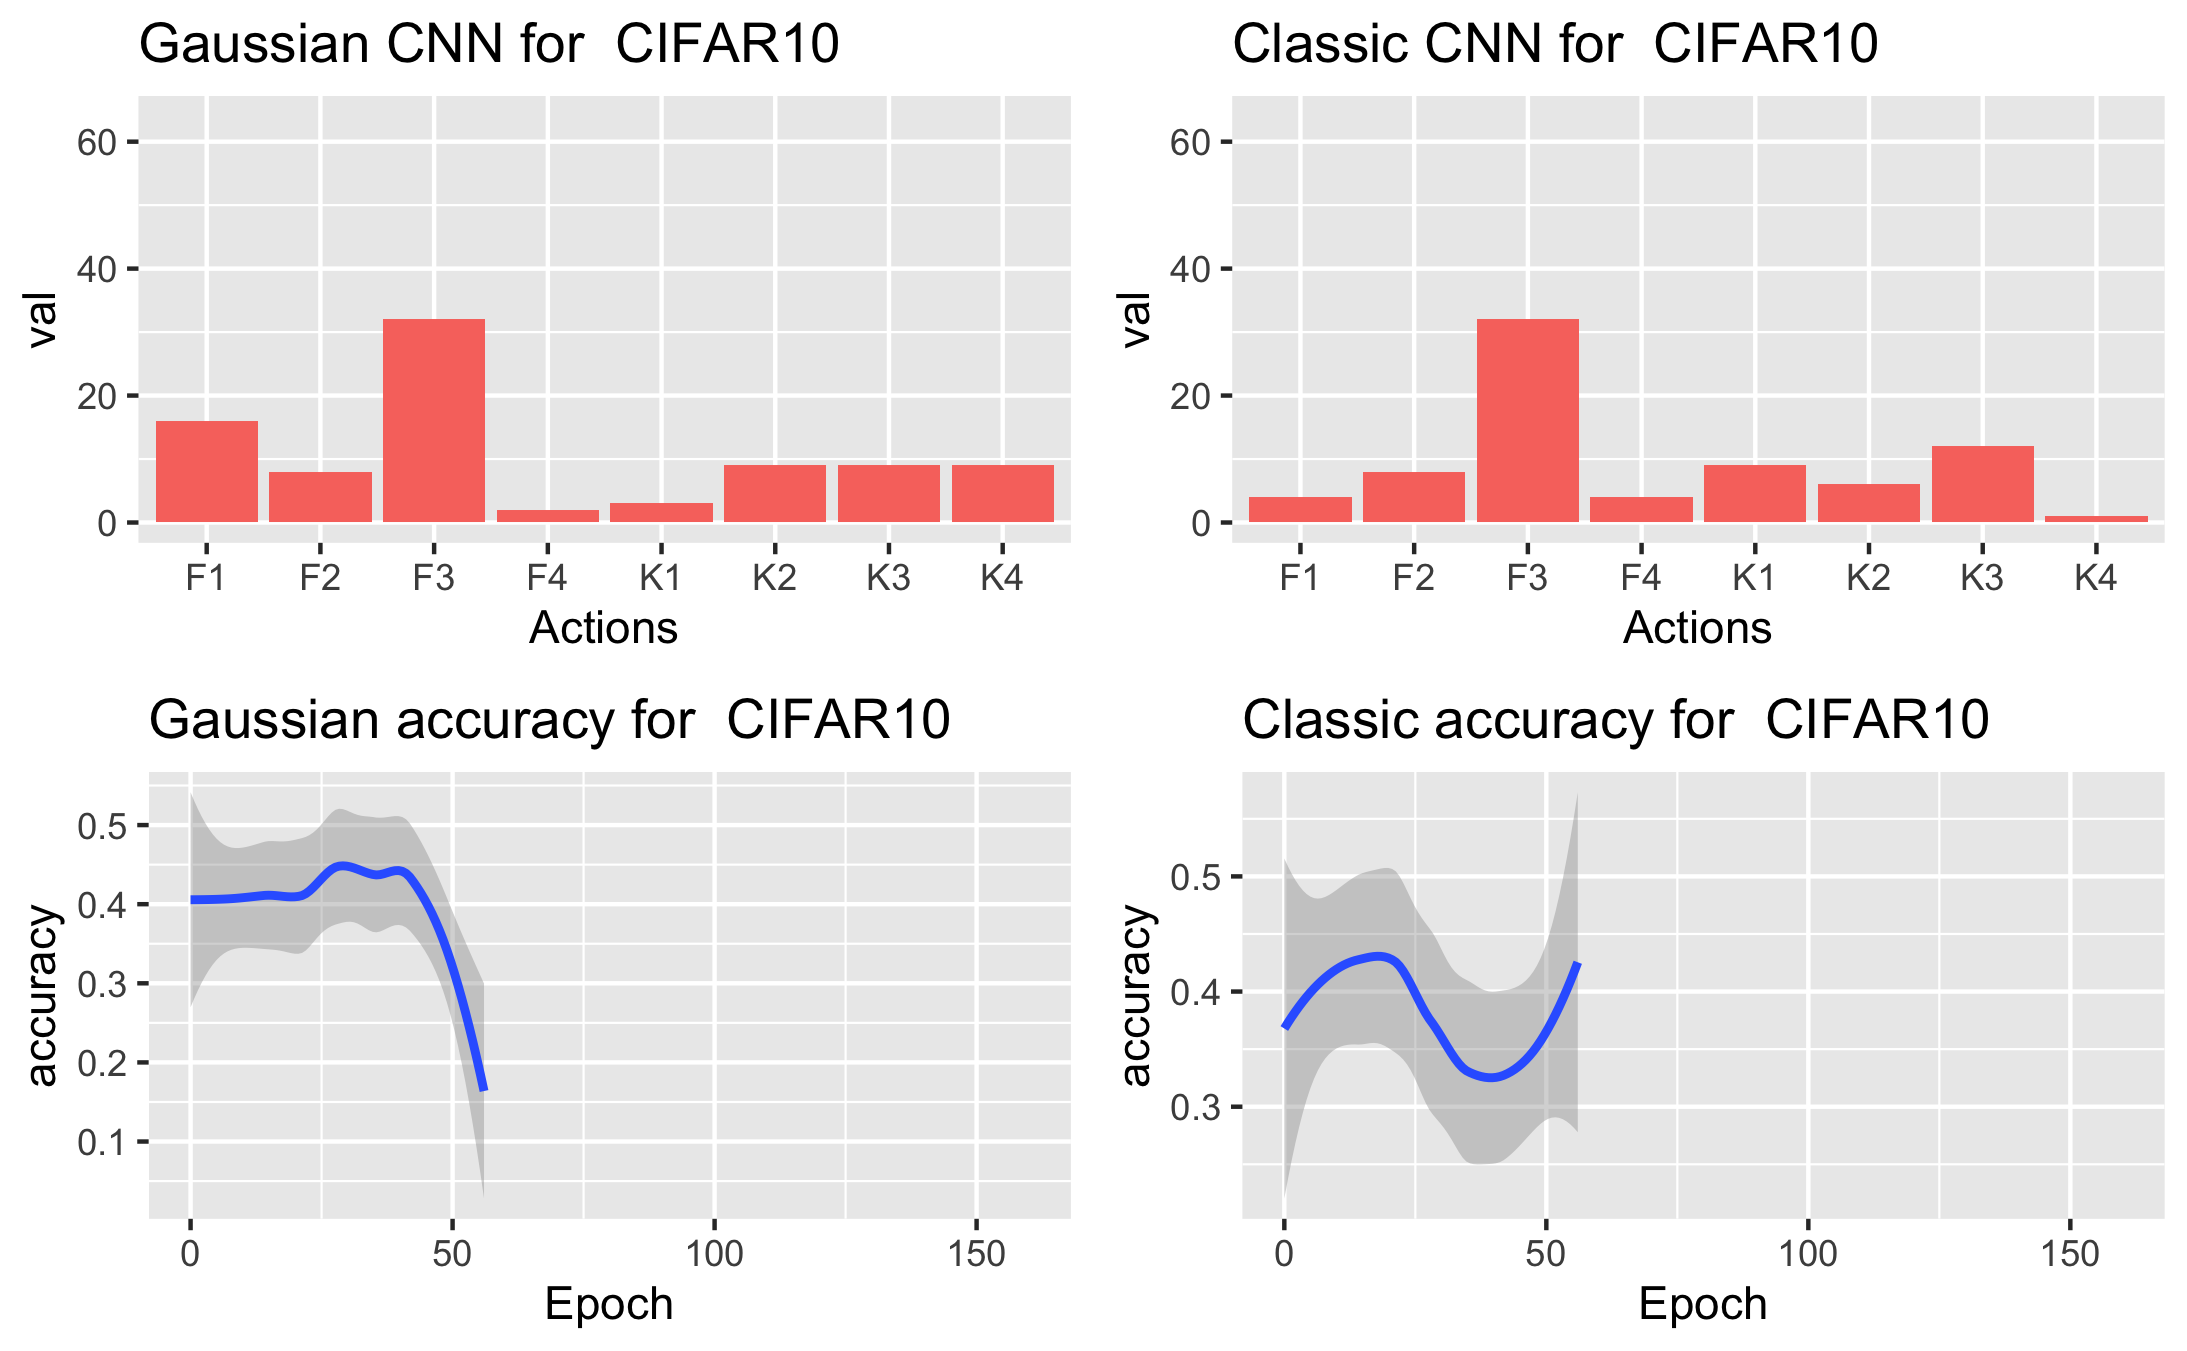 Gaussian CNN for  CIFAR10
val
60
40
20
0
F1 F2 F3 F4 K1 K2 K3 K4
Actions
Classic CNN for  CIFAR10
val
60
40
20
0
F1 F2 F3 F4 K1 K2 K3 K4
Actions
Gaussian accuracy for  CIFAR10
accuracy
0.5
0.4
0.3
0.2
0.1
0 50 100 150
Epoch
Classic accuracy for  CIFAR10
accuracy
0.5
0.4
0.3
0 50 100 150
Epoch